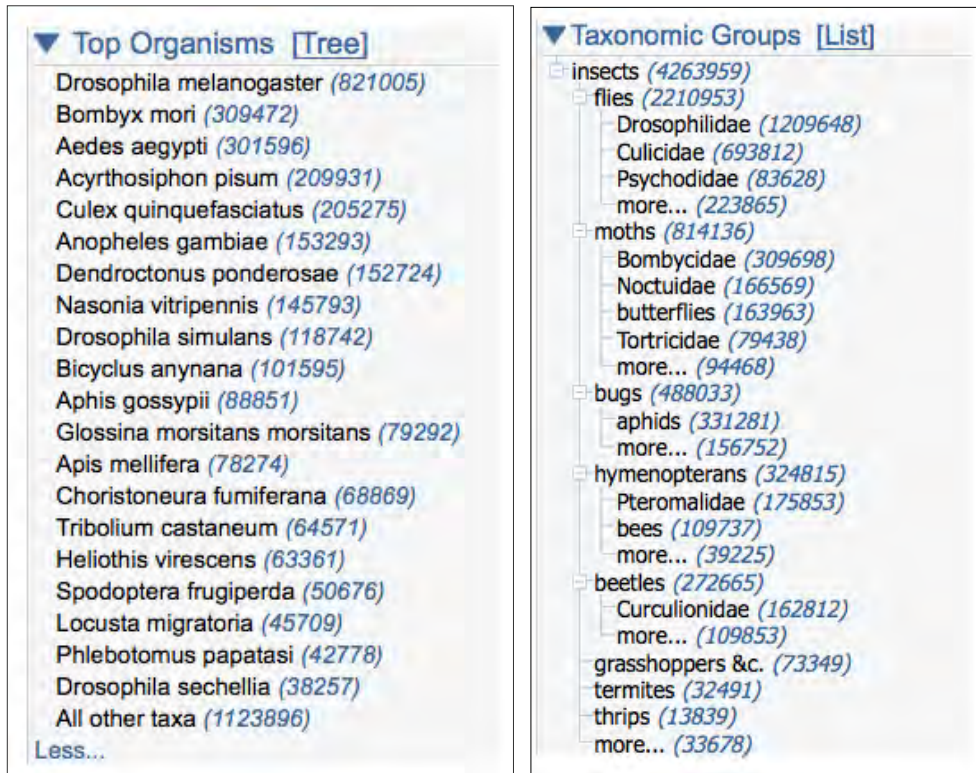 Top Organisms [Tree]
Drosophila melanogaster (821005)
Bombyx mori (309472)
Aedes aegypti (301596)
Acyrthosiphon pisum (209931)
Culex quinquefasciatus (205275)
Anopheles gambiae (153293)
Dendroctonus ponderosae (152724)
Nasonia vitripennis (145793)
Drosophila simulans (118742)
Bicyclus anynana (101595)
Aphis gossypii (88851)
Glossina morsitans morsitans (79292)
Apis mellifera (78274)
Choristoneura fumiferana (68869)
Tribolium castaneum (64571)
Heliothis virescens (63361)
Spodoptera frugiperda (50676)
Locusta migratoria (45709)
Phlebotomus papatasi (42778)
Drosophila sechellia (38257)
All other taxa (1123896)
Less...
Taxonomic Groups [List]
insects (4263959)
flies (2210953)
Drosophilidae (1209648)
Culicidae (693812)
Psychodidae (83628)
more... (223865)
moths (814136)
Bombycidae (309698)
Noctuidae (166569)
butterflies (163963)
Tortricidae (79438)
more... (94468)
bugs (488033)
aphids (331281)
more... (156752)
hymenopterans (324815)
Pteromalidae (175853)
bees (109737)
more... (39225)
beetles (272665)
Curculionidae (162812)
more... (109853)
grasshoppers &c. (73349)
termites (32491)
thrips (13839)
more... (33678)